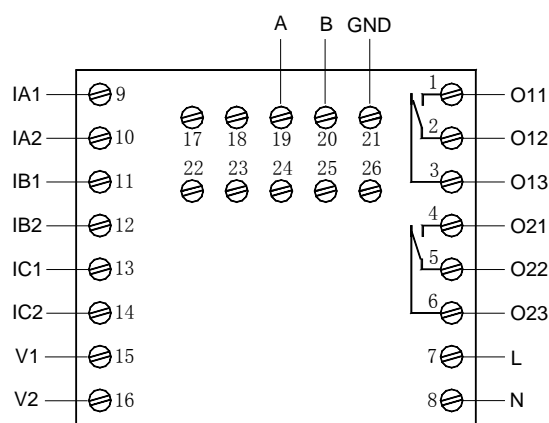 A B GND
IA1 9 1 O11
IA2 10 17 18 19 20 21 2 O12
IB1 11 22 23 24 25 26 3 O13
IB2 12 4 O21
IC1 13 5 O22
IC2 14 6 O23
V1 15 7 L
V2 16 8 N